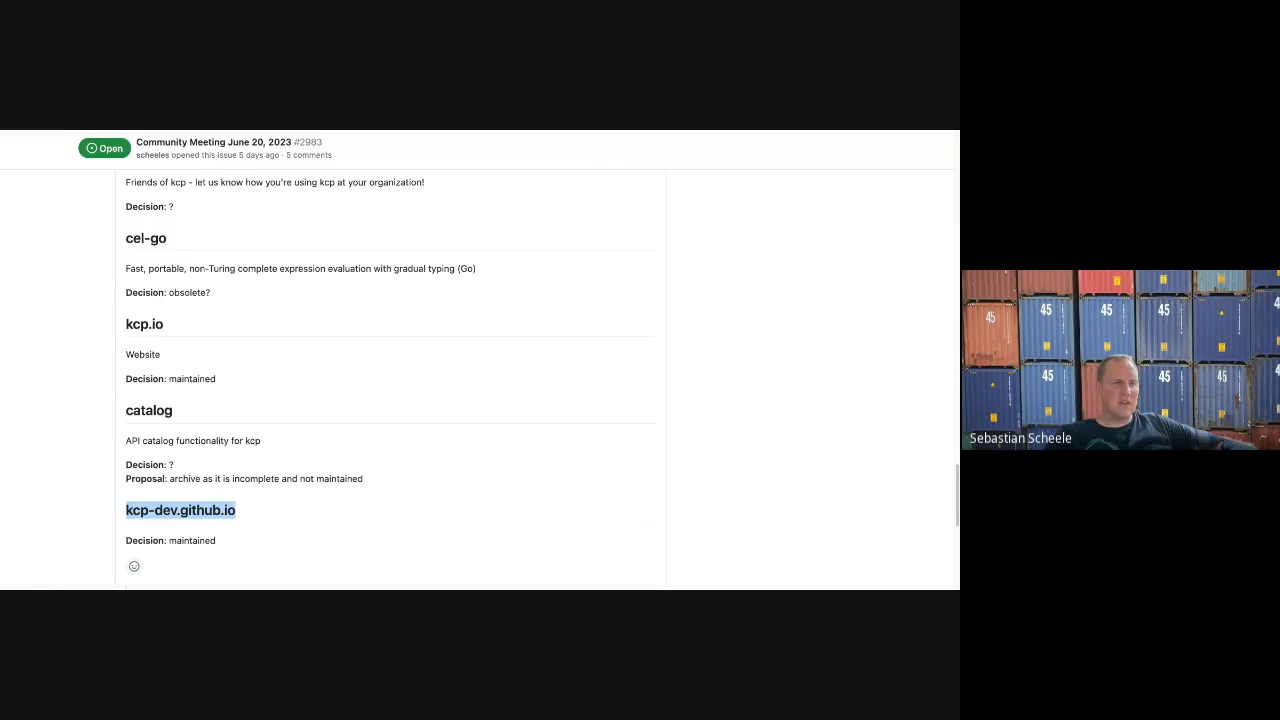 Open
Community Meeting June 20, 2023 #2983
scheeles opened this issue 5 days ago · 5 comments
Friends of kcp - let us know how you're using kcp at your organization!
Decision: ?
cel-go
Fast, portable, non-Turing complete expression evaluation with gradual typing (Go)
Decision: obsolete?
kcp.io
Website
Decision: maintained
catalog
API catalog functionality for kcp
Decision: ?
Proposal: archive as it is incomplete and not maintained
kcp-dev.github.io
Decision: maintained
45
45
45
45
45
45
45
Sebastian Scheele